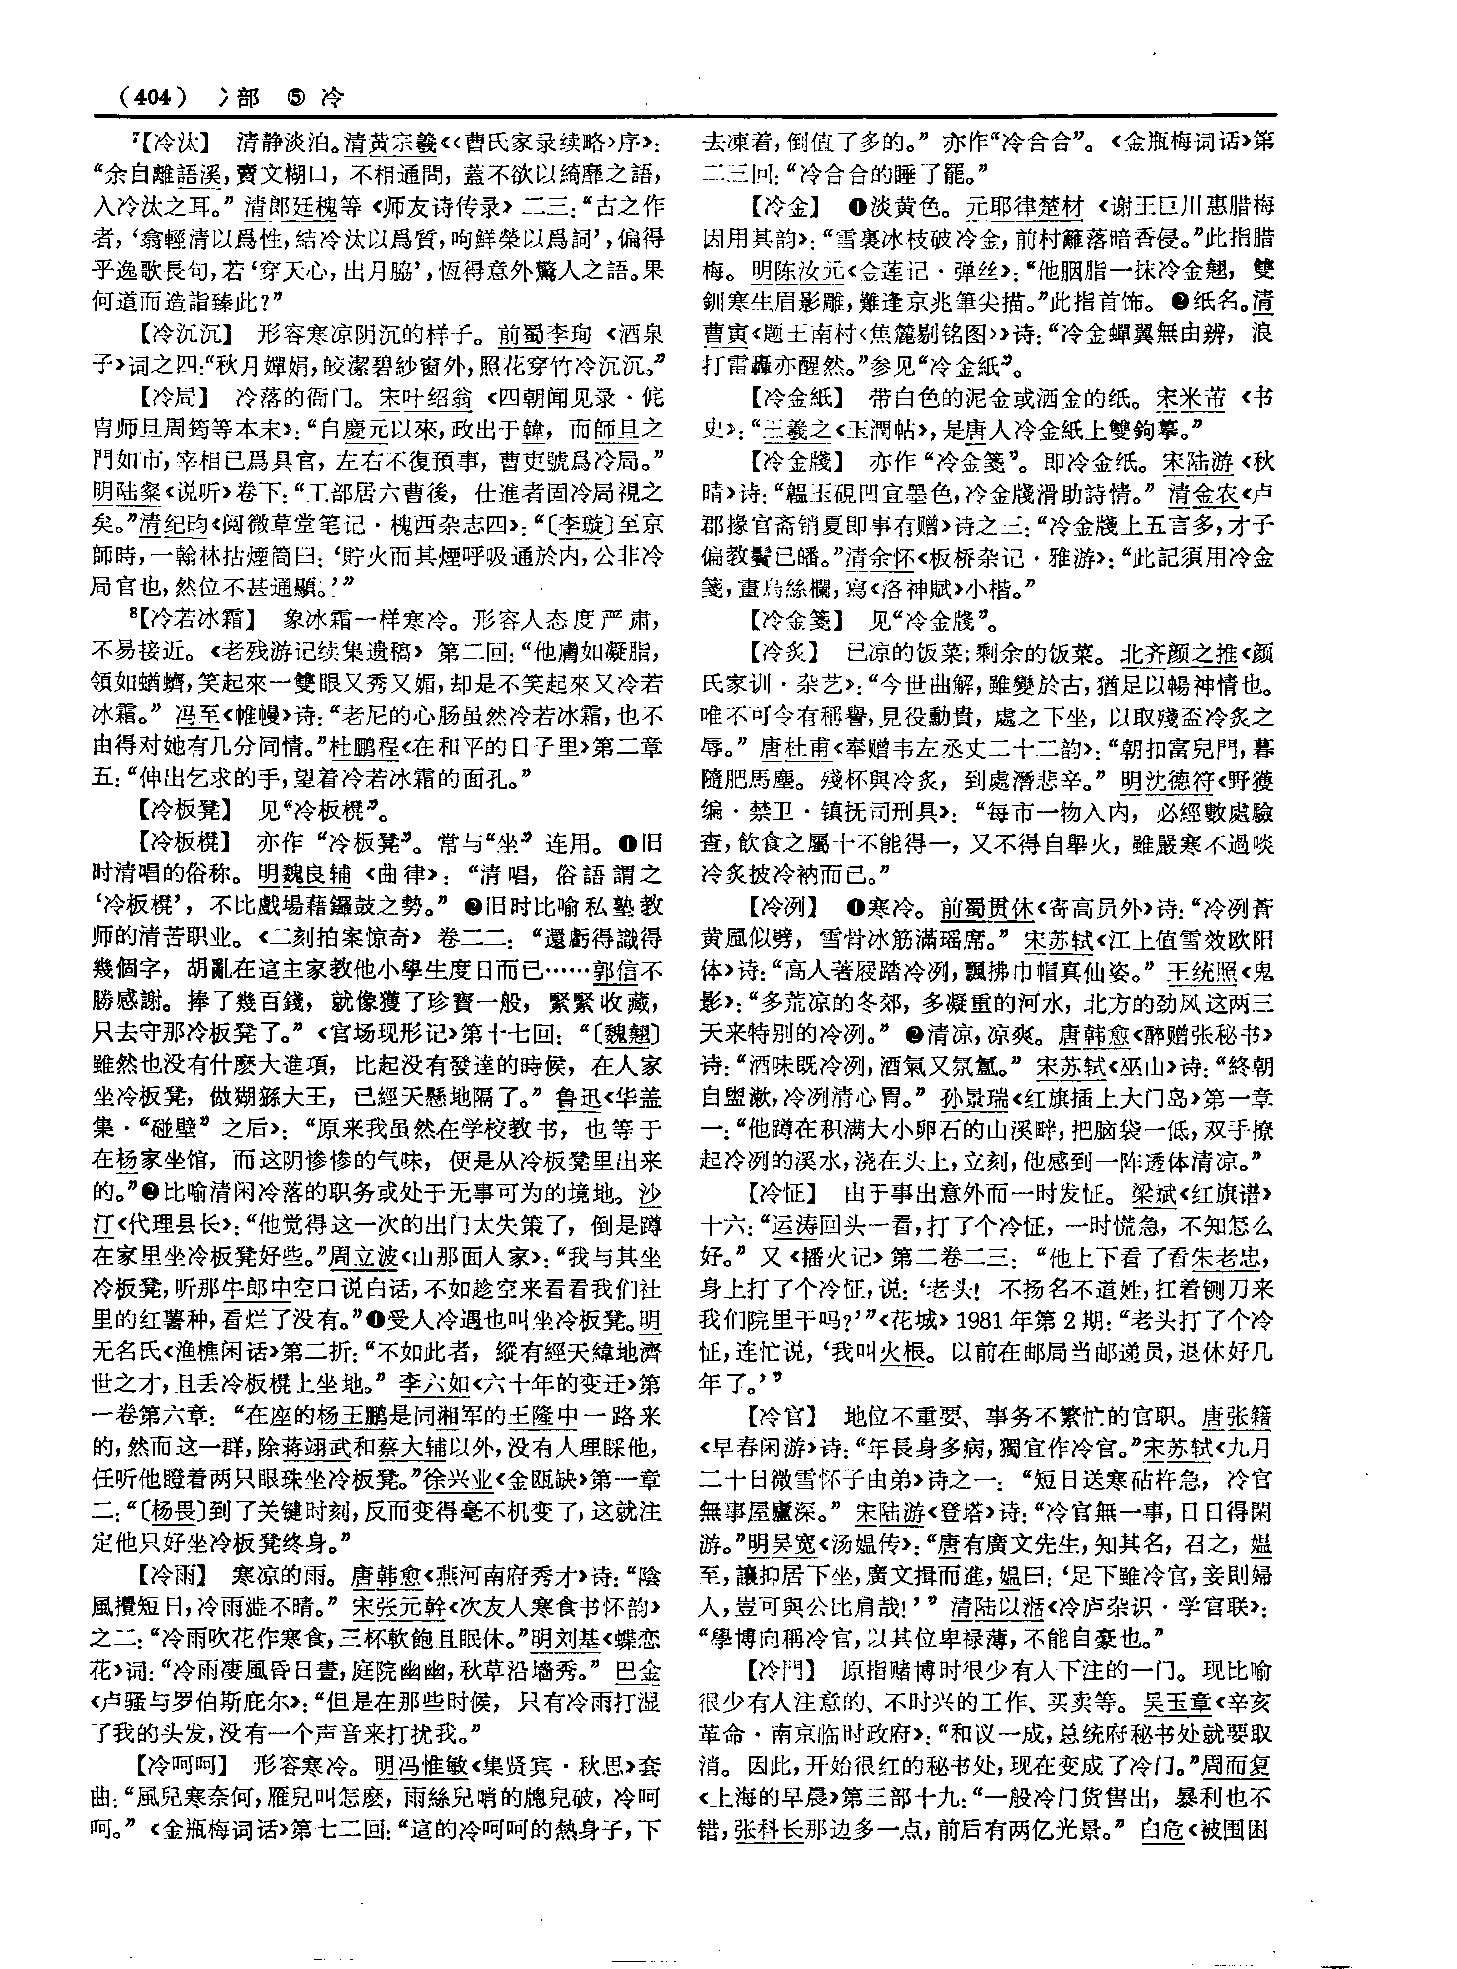 （404） 冫部 ⑤ 冷
⁷【冷汰】 清静淡泊。清黄宗羲《〈曹氏家录续略〉序》：
“余自離語溪，賣文糊口，不相通問，蓋不欲以綺靡之語，
入冷汰之耳。”清郎廷槐等《师友诗传录》二三：“古之作
者，‘翕輕清以爲性，結冷汰以爲質，呴鮮榮以爲詞’，偏得
乎逸歌長句，若‘穿天心，出月脇’，恆得意外驚人之語。果
何道而造詣臻此？”
【冷沉沉】 形容寒凉阴沉的样子。前蜀李珣《酒泉
子》词之四：“秋月嬋娟，皎潔碧紗窗外，照花穿竹冷沉沉。”
【冷局】 冷落的衙门。宋叶绍翁《四朝闻见录·侂
胄师旦周筠等本末》：“自慶元以來，政出于韓，而師旦之
門如市，宰相已爲具官，左右不復預事，曹吏號爲冷局。”
明陆粲《说听》卷下：“工部居六曹後，仕進者固冷局視之
矣。”清纪昀《阅微草堂笔记·槐西杂志四》：“〔李璇〕至京
師時，一翰林拈煙筒曰：‘貯火而其煙呼吸通於内，公非冷
局官也，然位不甚通顯。’”
⁸【冷若冰霜】 象冰霜一样寒冷。形容人态度严肃，
不易接近。《老残游记续集遗稿》第二回：“他膚如凝脂，
領如蝤蠐，笑起來一雙眼又秀又媚，却是不笑起來又冷若
冰霜。”冯至《帷幔》诗：“老尼的心肠虽然冷若冰霜，也不
由得对她有几分同情。”杜鹏程《在和平的日子里》第二章
五：“伸出乞求的手，望着冷若冰霜的面孔。”
【冷板凳】 见“冷板櫈”。
【冷板櫈】 亦作“冷板凳”。常与“坐”连用。❶旧
时清唱的俗称。明魏良辅《曲律》：“清唱，俗語謂之
‘冷板櫈’，不比戲場藉鑼鼓之勢。”❷旧时比喻私塾教
师的清苦职业。《二刻拍案惊奇》卷二二：“還虧得識得
幾個字，胡亂在這主家教他小學生度日而已……郭信不
勝感謝。捧了幾百錢，就像獲了珍寶一般，緊緊收藏，
只去守那冷板凳了。”《官场现形记》第十七回：“〔魏翹〕
雖然也没有什麽大進項，比起没有發達的時候，在人家
坐冷板凳，做猢猻大王，已經天懸地隔了。”鲁迅《华盖
集·“碰壁”之后》：“原来我虽然在学校教书，也等于
在杨家坐馆，而这阴惨惨的气味，便是从冷板凳里出来
的。”❷比喻清闲冷落的职务或处于无事可为的境地。沙
汀《代理县长》：“他觉得这一次的出门太失策了，倒是蹲
在家里坐冷板凳好些。”周立波《山那面人家》：“我与其坐
冷板凳，听那牛郎中空口说白话，不如趁空来看看我们社
里的红薯种，看烂了没有。”❶受人冷遇也叫坐冷板凳。明
无名氏《渔樵闲话》第二折：“不如此者，縱有經天緯地濟
世之才，且丢冷板櫈上坐地。”李六如《六十年的变迁》第
一卷第六章：“在座的杨王鹏是同湘军的王隆中一路来
的，然而这一群，除蒋翊武和蔡大辅以外，没有人理睬他，
任听他瞪着两只眼珠坐冷板凳。”徐兴业《金瓯缺》第一章
二：“〔杨畏〕到了关键时刻，反而变得毫不机变了，这就注
定他只好坐冷板凳终身。”
【冷雨】 寒凉的雨。唐韩愈《燕河南府秀才》诗：“陰
風攪短日，冷雨澁不晴。”宋张元幹《次友人寒食书怀韵》
之二：“冷雨吹花作寒食，三杯軟飽且眠休。”明刘基《蝶恋
花》词：“冷雨淒風昏日晝，庭院幽幽，秋草沿墻秀。”巴金
《卢骚与罗伯斯庇尔》：“但是在那些时候，只有冷雨打湿
了我的头发，没有一个声音来打扰我。”
【冷呵呵】 形容寒冷。明冯惟敏《集贤宾·秋思》套
曲：“風兒寒奈何，雁兒叫怎麽，雨絲兒哨的牕兒破，冷呵
呵。”《金瓶梅词话》第七二回：“這的冷呵呵的熱身子，下
去凍着，倒值了多的。”亦作“冷合合”。《金瓶梅词话》第
二三回：“冷合合的睡了罷。”
【冷金】 ❶淡黄色。元耶律楚材《谢王巨川惠腊梅
因用其韵》：“雪裏冰枝破冷金，前村籬落暗香侵。”此指腊
梅。明陈汝元《金莲记·弹丝》：“他胭脂一抹冷金翹，雙
釧寒生眉影雕，難逢京兆筆尖描。”此指首饰。❷纸名。清
曹寅《题王南村〈焦麓剔铭图〉》诗：“冷金蟬翼無由辨，浪
打雷轟亦醒然。”参见“冷金紙”。
【冷金紙】 带白色的泥金或洒金的纸。宋米芾《书
史》：“王羲之《玉潤帖》，是唐人冷金紙上雙鉤摹。”
【冷金牋】 亦作“冷金箋”。即冷金纸。宋陆游《秋
晴》诗：“韞玉硯凹宜墨色，冷金牋滑助詩情。”清金农《卢
郡掾官斋销夏即事有赠》诗之三：“冷金牋上五言多，才子
偏教鬢已皤。”清余怀《板桥杂记·雅游》：“此記須用冷金
箋，畫烏絲欄，寫《洛神賦》小楷。”
【冷金箋】 见“冷金牋”。
【冷炙】 已凉的饭菜；剩余的饭菜。北齐颜之推《颜
氏家训·杂艺》：“今世曲解，雖變於古，猶足以暢神情也。
唯不可令有稱譽，見役勳貴，處之下坐，以取殘盃冷炙之
辱。”唐杜甫《奉赠韦左丞丈二十二韵》：“朝扣富兒門，暮
隨肥馬塵。殘杯與冷炙，到處潛悲辛。”明沈德符《野獲
编·禁卫·镇抚司刑具》：“每市一物入内，必經數處驗
查，飲食之屬十不能得一，又不得自舉火，雖嚴寒不過啖
冷炙披冷衲而已。”
【冷冽】 ❶寒冷。前蜀贯休《寄高员外》诗：“冷冽蒼
黄風似劈，雪骨冰筋滿瑶席。”宋苏轼《江上值雪效欧阳
体》诗：“高人著屐踏冷冽，飄拂巾帽真仙姿。”王统照《鬼
影》：“多荒凉的冬郊，多凝重的河水，北方的劲风这两三
天来特别的冷冽。”❷清凉，凉爽。唐韩愈《醉赠张秘书》
诗：“酒味既冷冽，酒氣又氛氲。”宋苏轼《巫山》诗：“終朝
自盥漱，冷冽清心胃。”孙景瑞《红旗插上大门岛》第一章
一：“他蹲在积满大小卵石的山溪畔，把脑袋一低，双手撩
起冷冽的溪水，浇在头上，立刻，他感到一阵透体清凉。”
【冷怔】 由于事出意外而一时发怔。梁斌《红旗谱》
十六：“运涛回头一看，打了个冷怔，一时慌急，不知怎么
好。”又《播火记》第二卷二三：“他上下看了看朱老忠，
身上打了个冷怔，说：‘老头！不扬名不道姓，扛着铡刀来
我们院里干吗？’”《花城》1981年第2期：“老头打了个冷
怔，连忙说，‘我叫火根。以前在邮局当邮递员，退休好几
年了。’”
【冷官】 地位不重要、事务不繁忙的官职。唐张籍
《早春闲游》诗：“年長身多病，獨宜作冷官。”宋苏轼《九月
二十日微雪怀子由弟》诗之一：“短日送寒砧杵急，冷官
無事屋廬深。”宋陆游《登塔》诗：“冷官無一事，日日得閑
游。”明吴宽《汤媪传》：“唐有廣文先生，知其名，召之，媪
至，讓抑居下坐，廣文揖而進，媪曰：‘足下雖冷官，妾則婦
人，豈可與公比肩哉！’”清陆以湉《冷庐杂识·学官联》：
“學博向稱冷官，以其位卑禄薄，不能自豪也。”
【冷門】 原指赌博时很少有人下注的一门。现比喻
很少有人注意的、不时兴的工作、买卖等。吴玉章《辛亥
革命·南京临时政府》：“和议一成，总统府秘书处就要取
消。因此，开始很红的秘书处，现在变成了冷门。”周而复
《上海的早晨》第三部十九：“一般冷门货售出，暴利也不
错，张科长那边多一点，前后有两亿光景。”白危《被围困